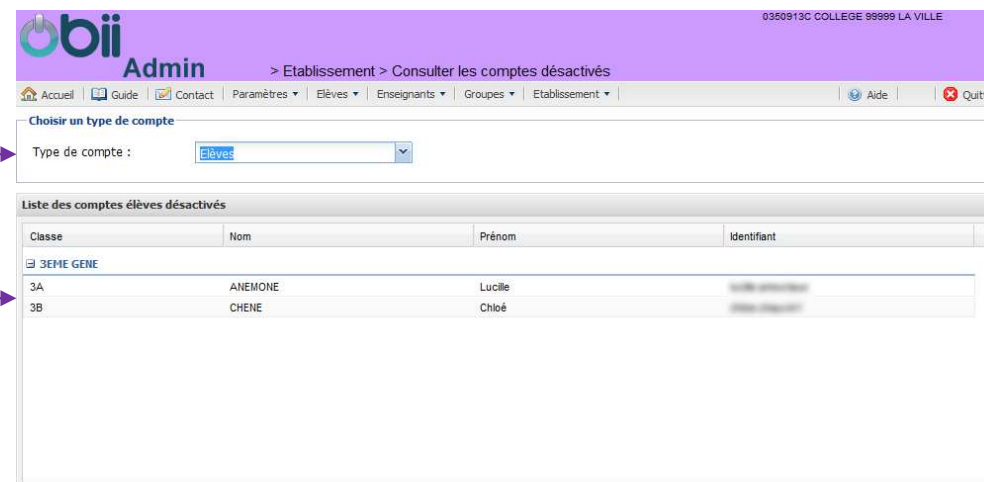 0350913C COLLEGE 99999 LA VILLE
Obii
Admin > Etablissement > Consulter les comptes désactivés
Accueil Guide Contact Paramètres Elèves Enseignants Groupes Etablissement Aide Quit
Choisir un type de compte
Type de compte : Elèves
Liste des comptes élèves désactivés
Classe Nom Prénom Identifiant
3EME GENE
3A ANEMONE Lucille
3B CHENE Chloé